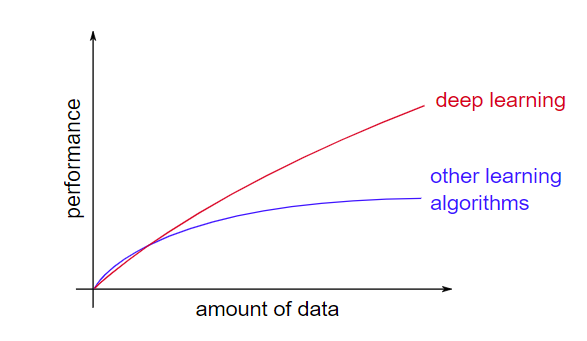 deep learning
performance
other learning
algorithms
amount of data